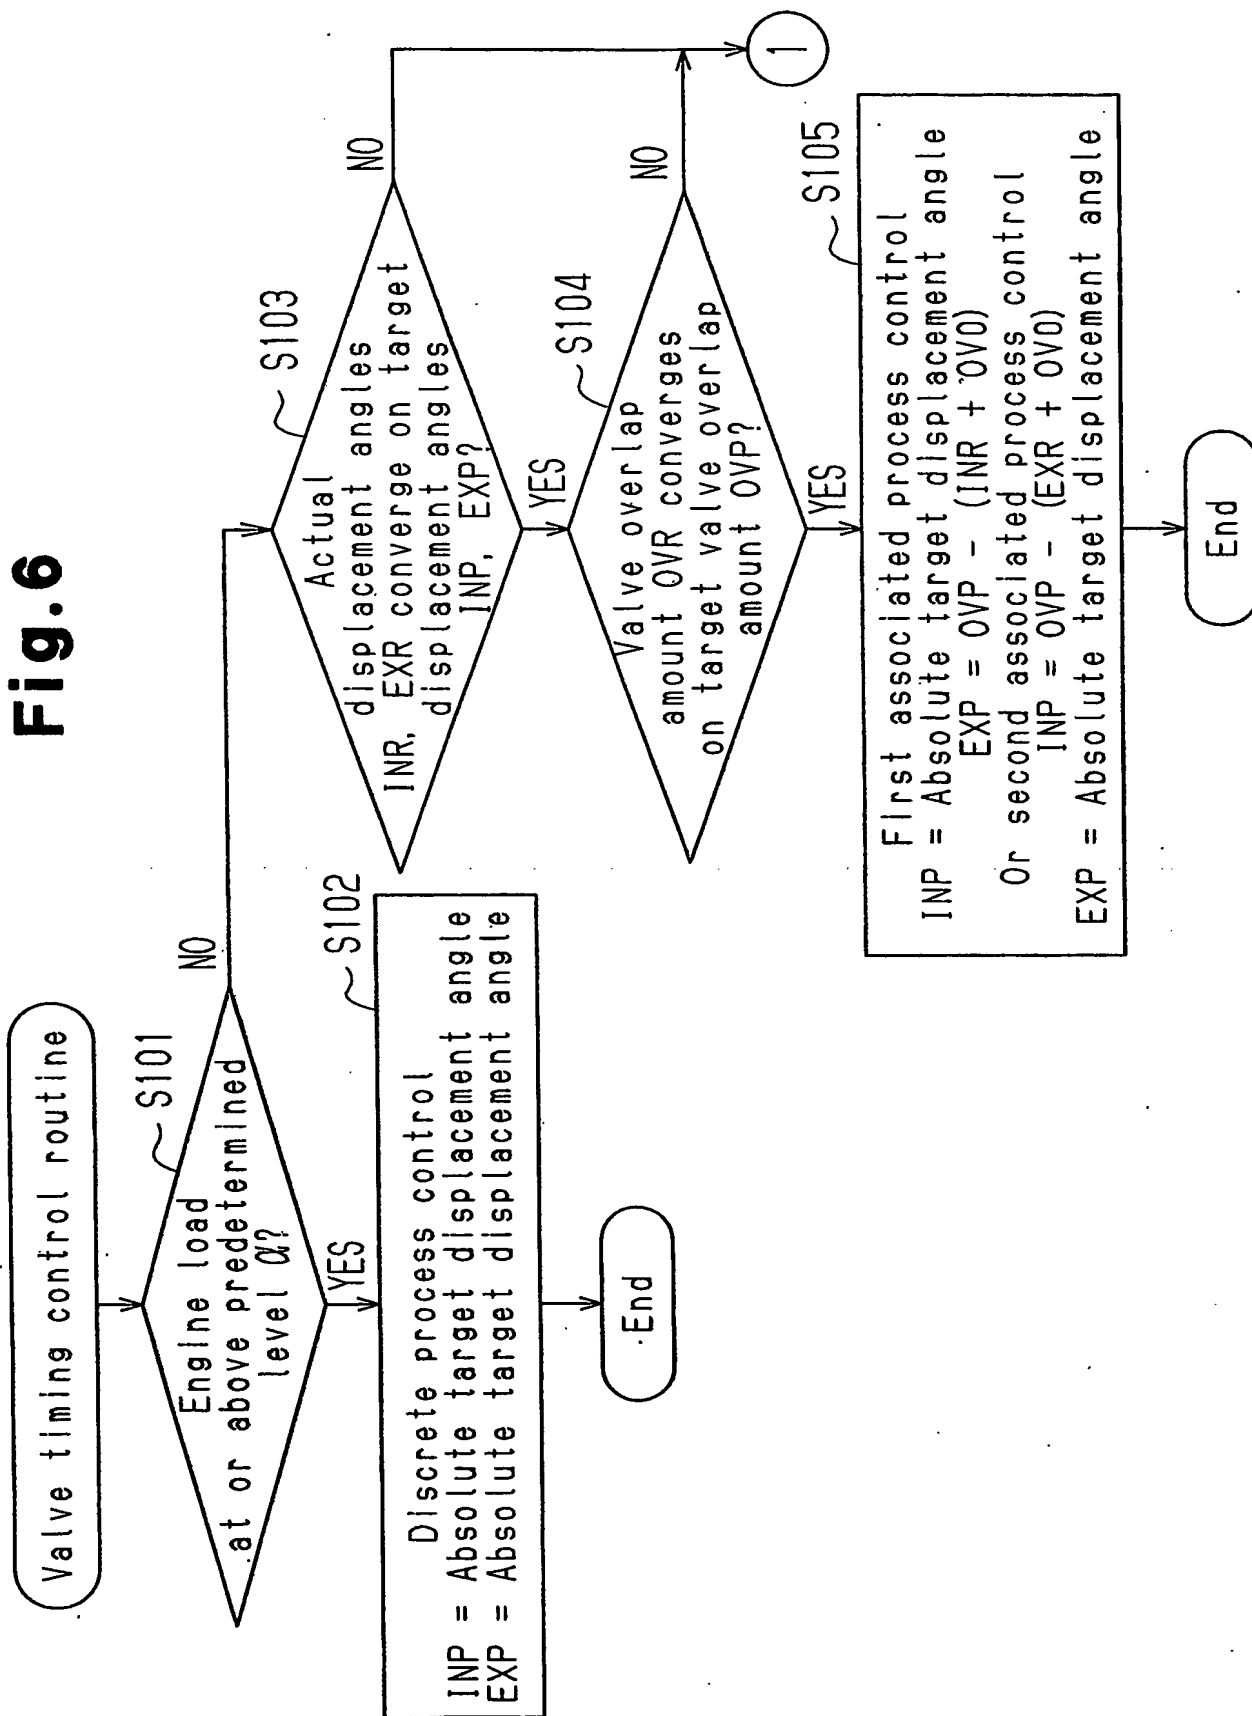 Fig.6
Valve timing control routine
S101
Engine load
at or above predetermined
level α?
NO
YES
S102
Discrete process control
INP = Absolute target displacement angle
EXP = Absolute target displacement angle
End
S103
Actual
displacement angles
INR, EXR converge on target
displacement angles
INP, EXP?
NO
YES
S104
Valve overlap
amount OVR converges
on target valve overlap
amount OVP?
NO
YES
1
S105
First associated process control
INP = Absolute target displacement angle
EXP = OVP - (INR + OVO)
Or second associated process control
INP = OVP - (EXR + OVO)
EXP = Absolute target displacement angle
End